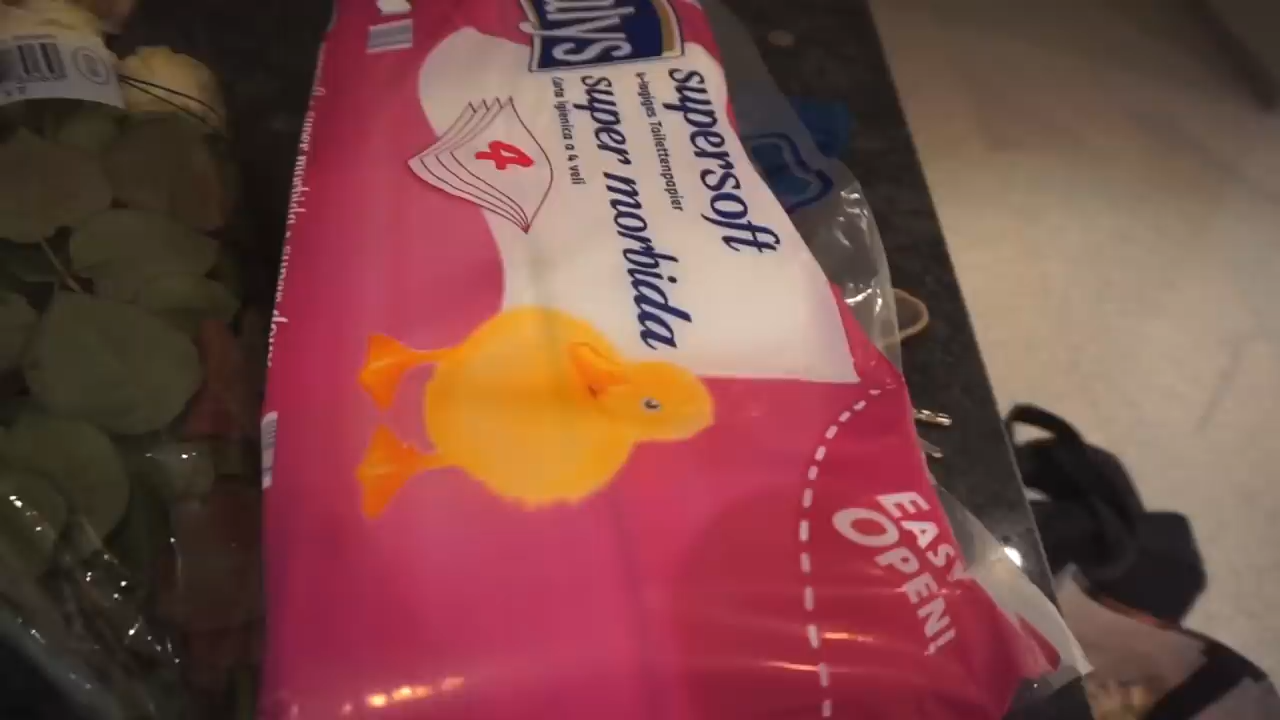 supersoft
4-lagiges Toilettenpapier
super morbida
Carta igienica a 4 veli
4
EASY
OPEN!